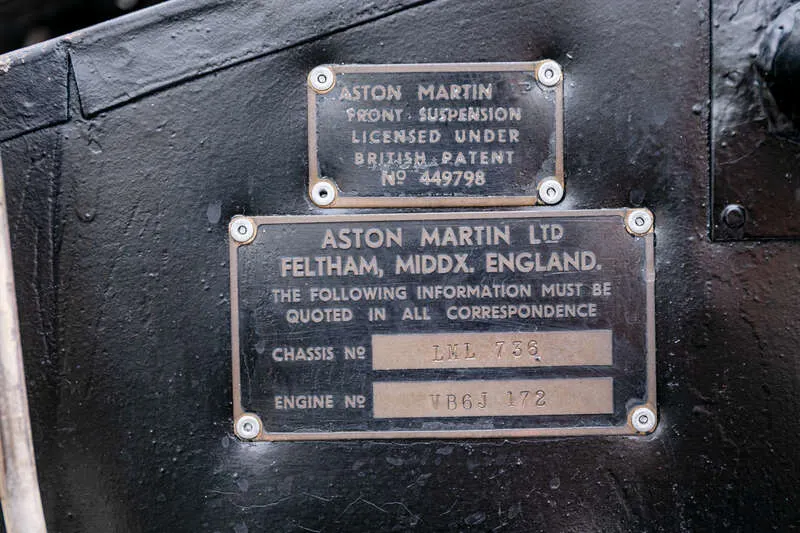 ASTON MARTIN
FRONT SUSPENSION
LICENSED UNDER
BRITISH PATENT
Nº 449798
ASTON MARTIN LTD
FELTHAM, MIDDX. ENGLAND.
THE FOLLOWING INFORMATION MUST BE
QUOTED IN ALL CORRESPONDENCE
CHASSIS Nº LML 736
ENGINE Nº VB6J 172